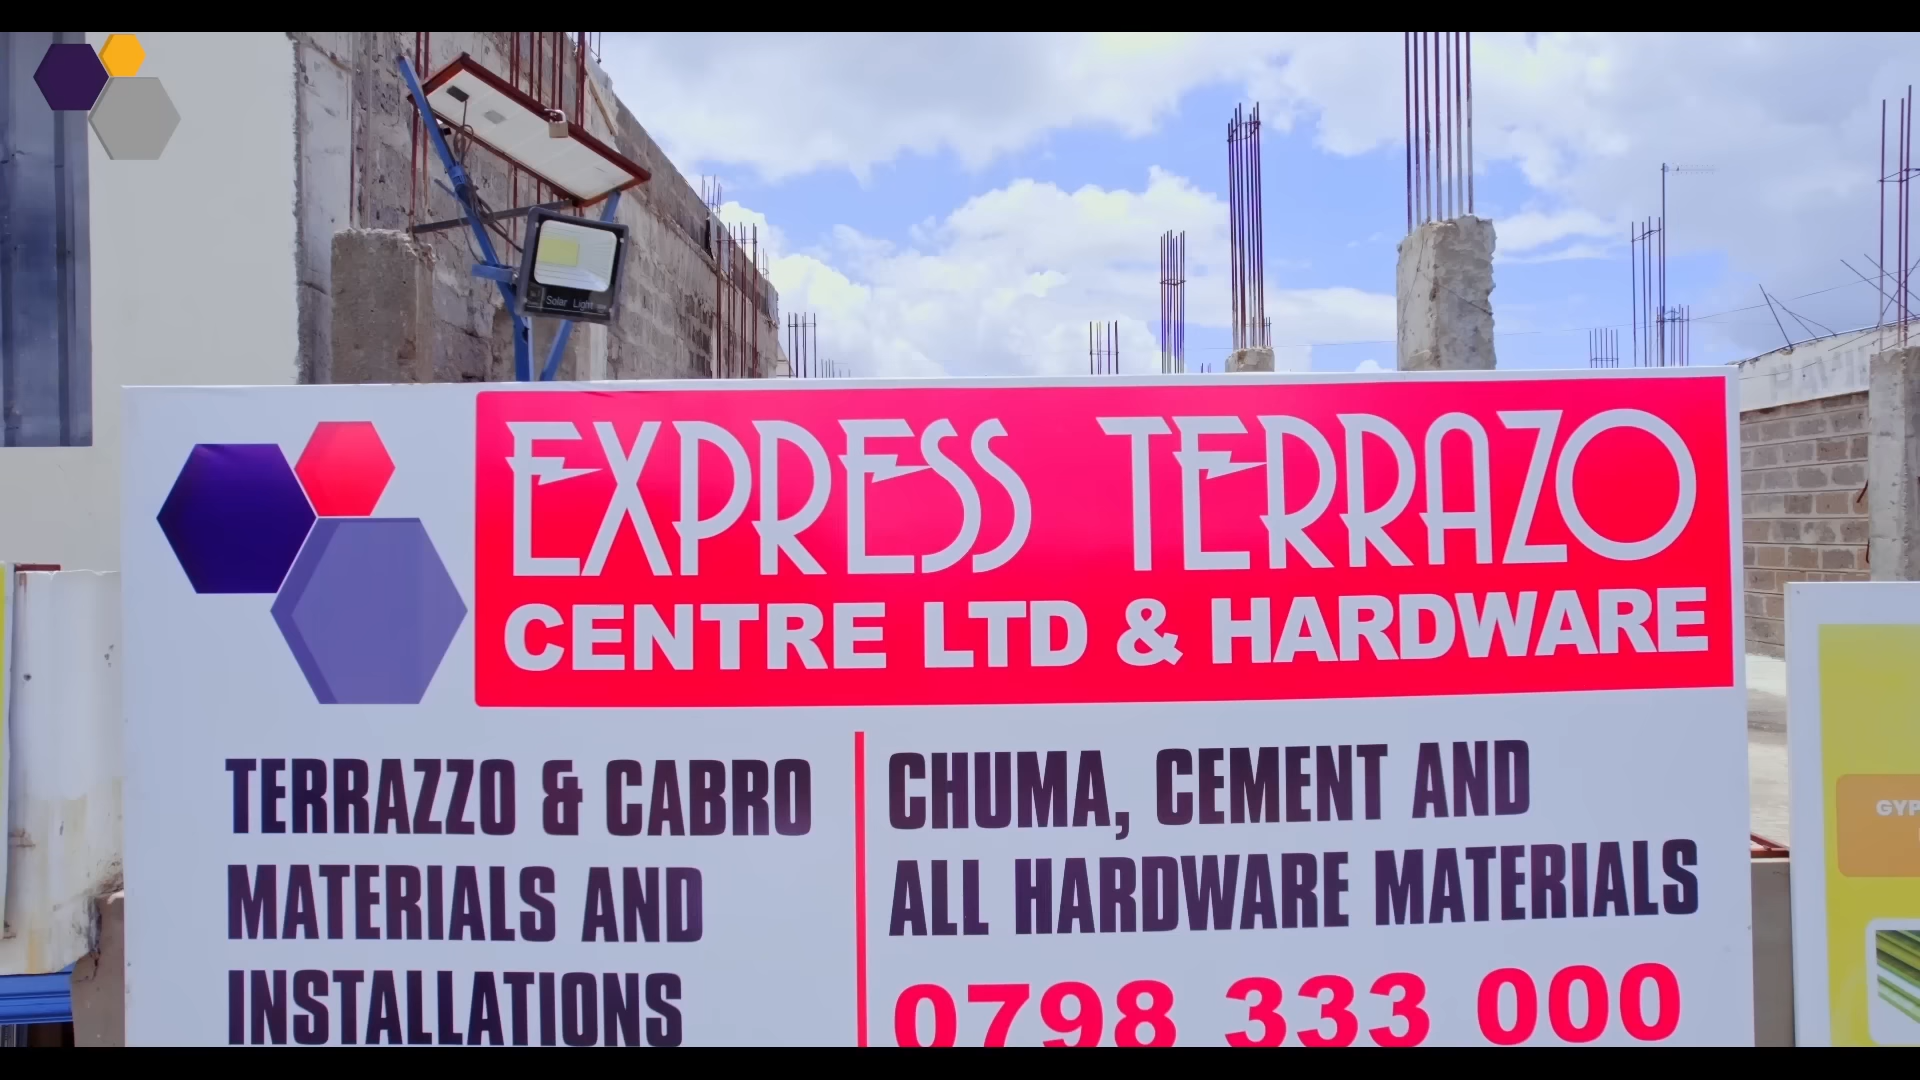 Solar Light
EXPRESS TERRAZO
CENTRE LTD & HARDWARE
TERRAZZO & CABRO
MATERIALS AND
INSTALLATIONS
CHUMA, CEMENT AND
ALL HARDWARE MATERIALS
0798 333 000